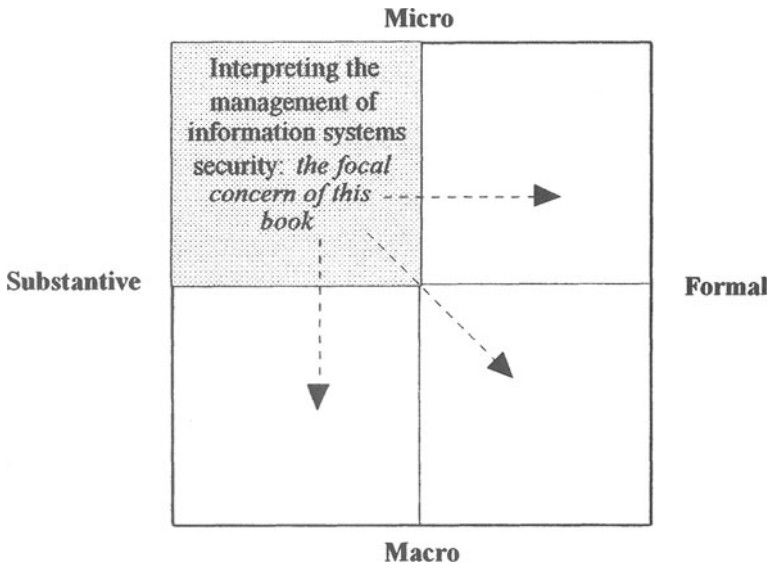 Micro
Interpreting the
management of
information systems
security: the focal
concern of this
book
Substantive
Formal
Macro